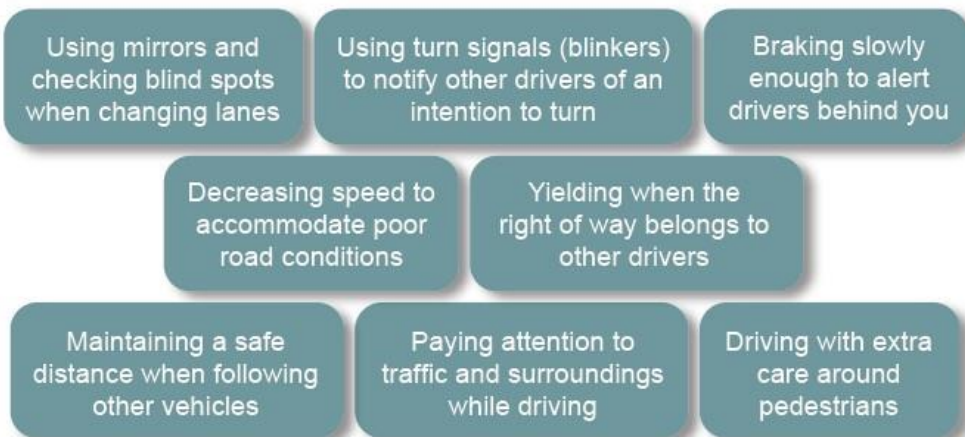 Using mirrors and
checking blind spots
when changing lanes
Using turn signals (blinkers)
to notify other drivers of an
intention to turn
Braking slowly
enough to alert
drivers behind you
Decreasing speed to
accommodate poor
road conditions
Yielding when the
right of way belongs to
other drivers
Maintaining a safe
distance when following
other vehicles
Paying attention to
traffic and surroundings
while driving
Driving with extra
care around
pedestrians